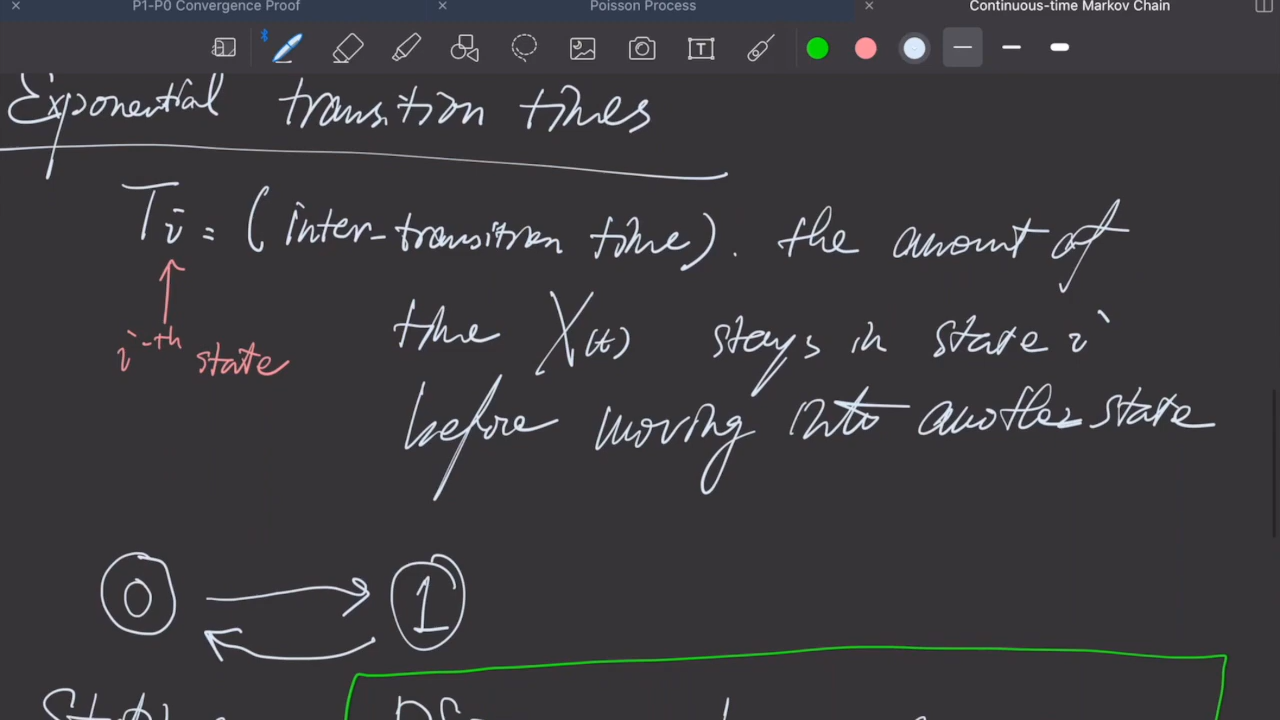 P1-P0 Convergence Proof
Poisson Process
Continuous-time Markov Chain
Exponential transition times
Ti = (inter-transition time). the amount of
i-th state
time X(t) stays in state i
before moving into another state
0
1